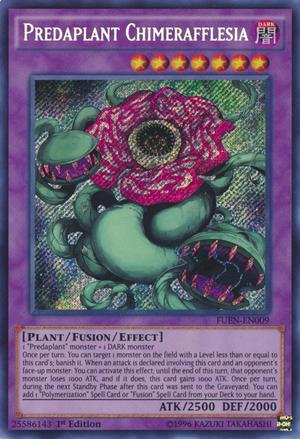 PREDAPLANT CHIMERAFFLESIA
DARK
闇
FUEN-EN009
[PLANT/FUSION/EFFECT]
1 "Predaplant" monster + 1 DARK monster
Once per turn: You can target 1 monster on the field with a Level less than or equal to
this card's; banish it. When an attack is declared involving this card and an opponent's
face-up monster: You can activate this effect; until the end of this turn, that opponent's
monster loses 1000 ATK, and if it does, this card gains 1000 ATK. Once per turn,
during the next Standby Phase after this card was sent to the Graveyard: You can
add 1 "Polymerization" Spell Card or "Fusion" Spell Card from your Deck to your hand.
ATK/2500 DEF/2000
25586143 1st Edition ©1996 KAZUKI TAKAHASHI